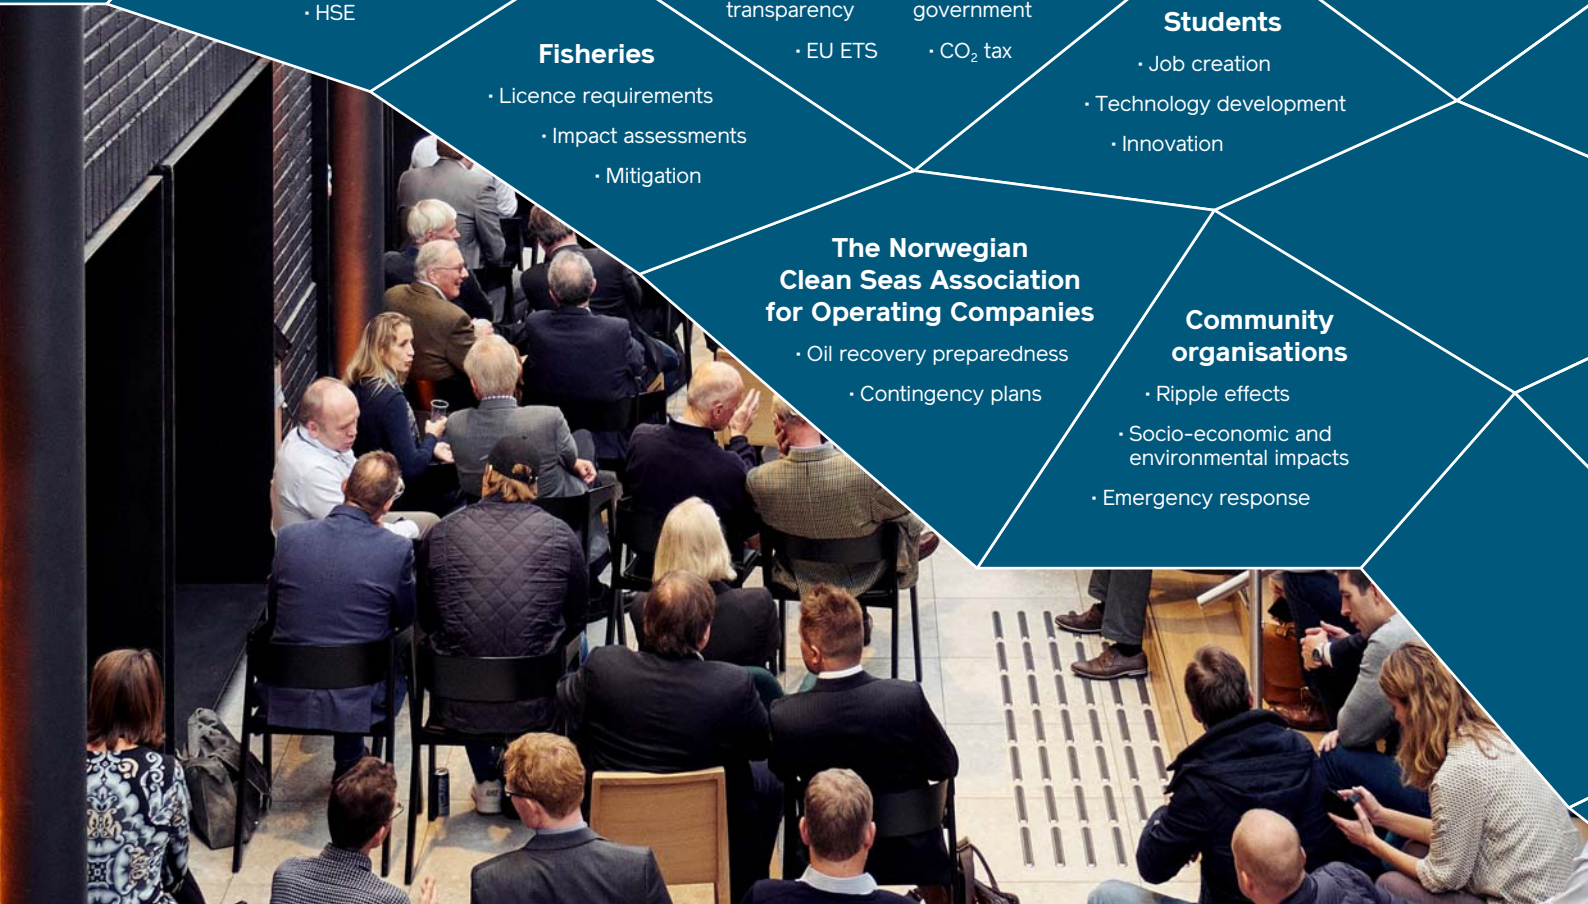 · HSE
Fisheries
· Licence requirements
· Impact assessments
· Mitigation
transparency
· EU ETS
government
· CO₂ tax
Students
· Job creation
· Technology development
· Innovation
The Norwegian
Clean Seas Association
for Operating Companies
· Oil recovery preparedness
· Contingency plans
Community
organisations
· Ripple effects
· Socio-economic and
environmental impacts
· Emergency response